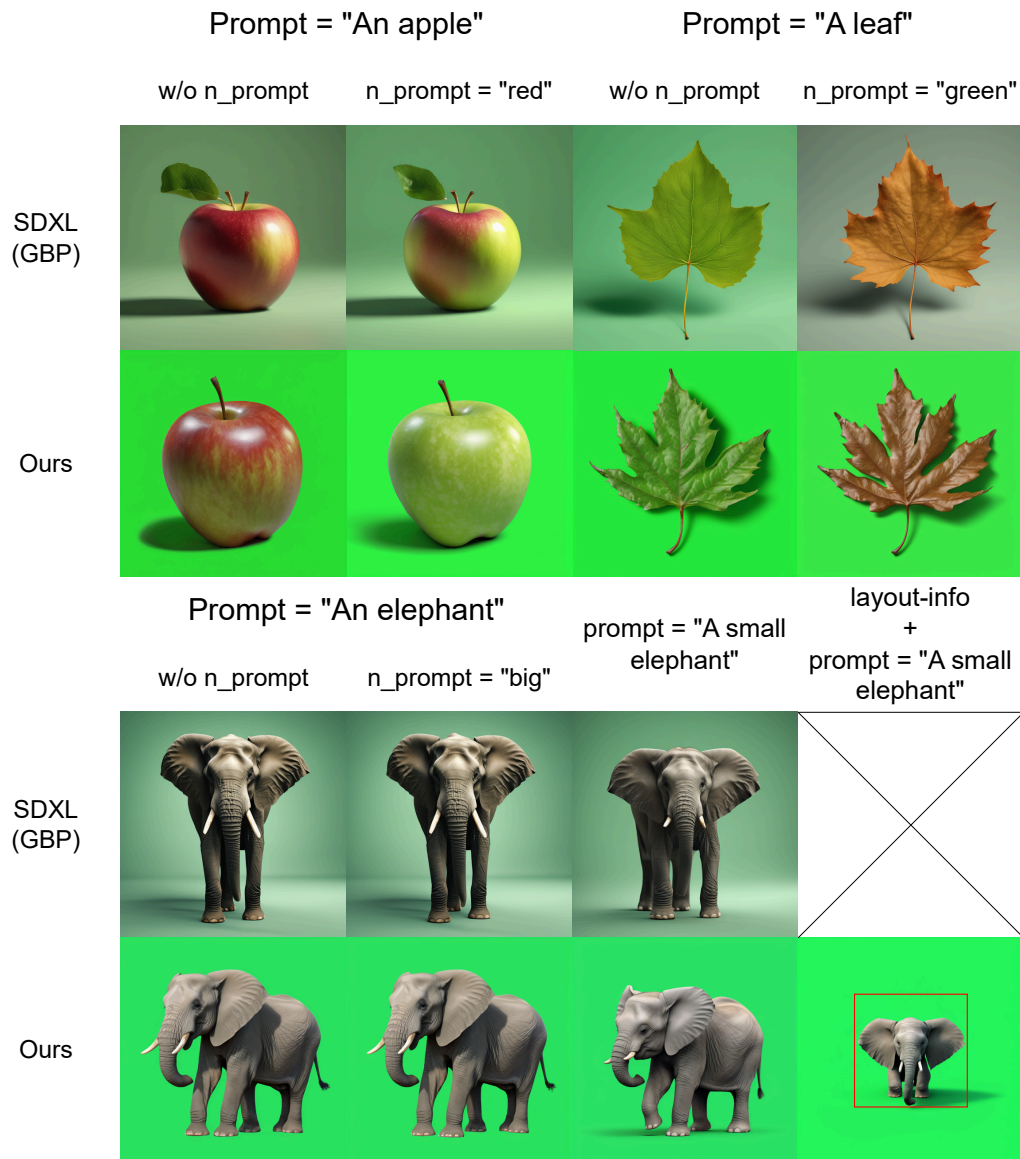 Prompt = "An apple"
Prompt = "A leaf"
w/o n_prompt
n_prompt = "red"
w/o n_prompt
n_prompt = "green"
SDXL
(GBP)
Ours
Prompt = "An elephant"
w/o n_prompt
n_prompt = "big"
prompt = "A small
elephant"
layout-info
+
prompt = "A small
elephant"
SDXL
(GBP)
Ours